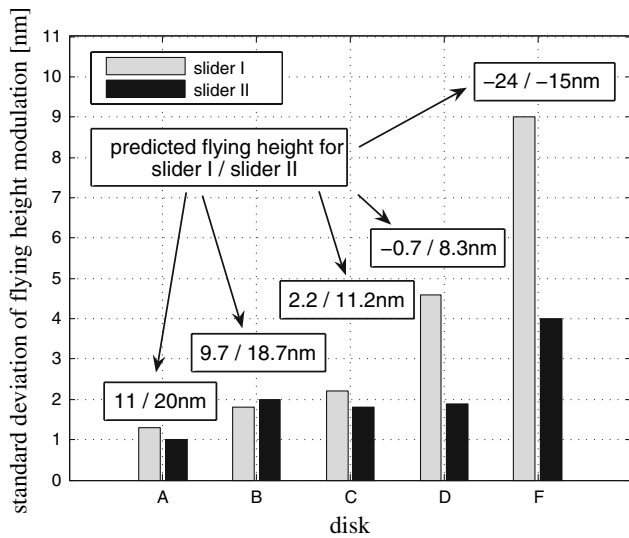 standard deviation of flying height modulation [nm]
11
10
9
8
7
6
5
4
3
2
1
0
slider I
slider II
−24 / −15nm
predicted flying height for
slider I / slider II
−0.7 / 8.3nm
2.2 / 11.2nm
9.7 / 18.7nm
11 / 20nm
A B C D F
disk